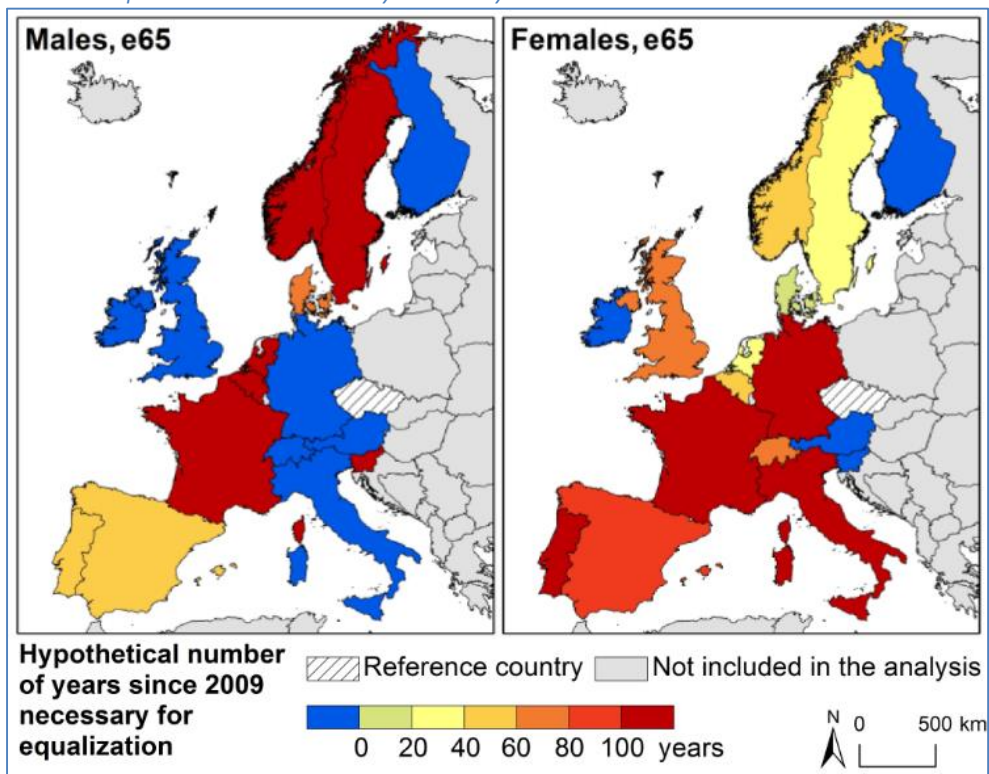 Males, e65
Females, e65
Hypothetical number
of years since 2009
necessary for
equalization
Reference country
Not included in the analysis
0 20 40 60 80 100 years
N
0 500 km